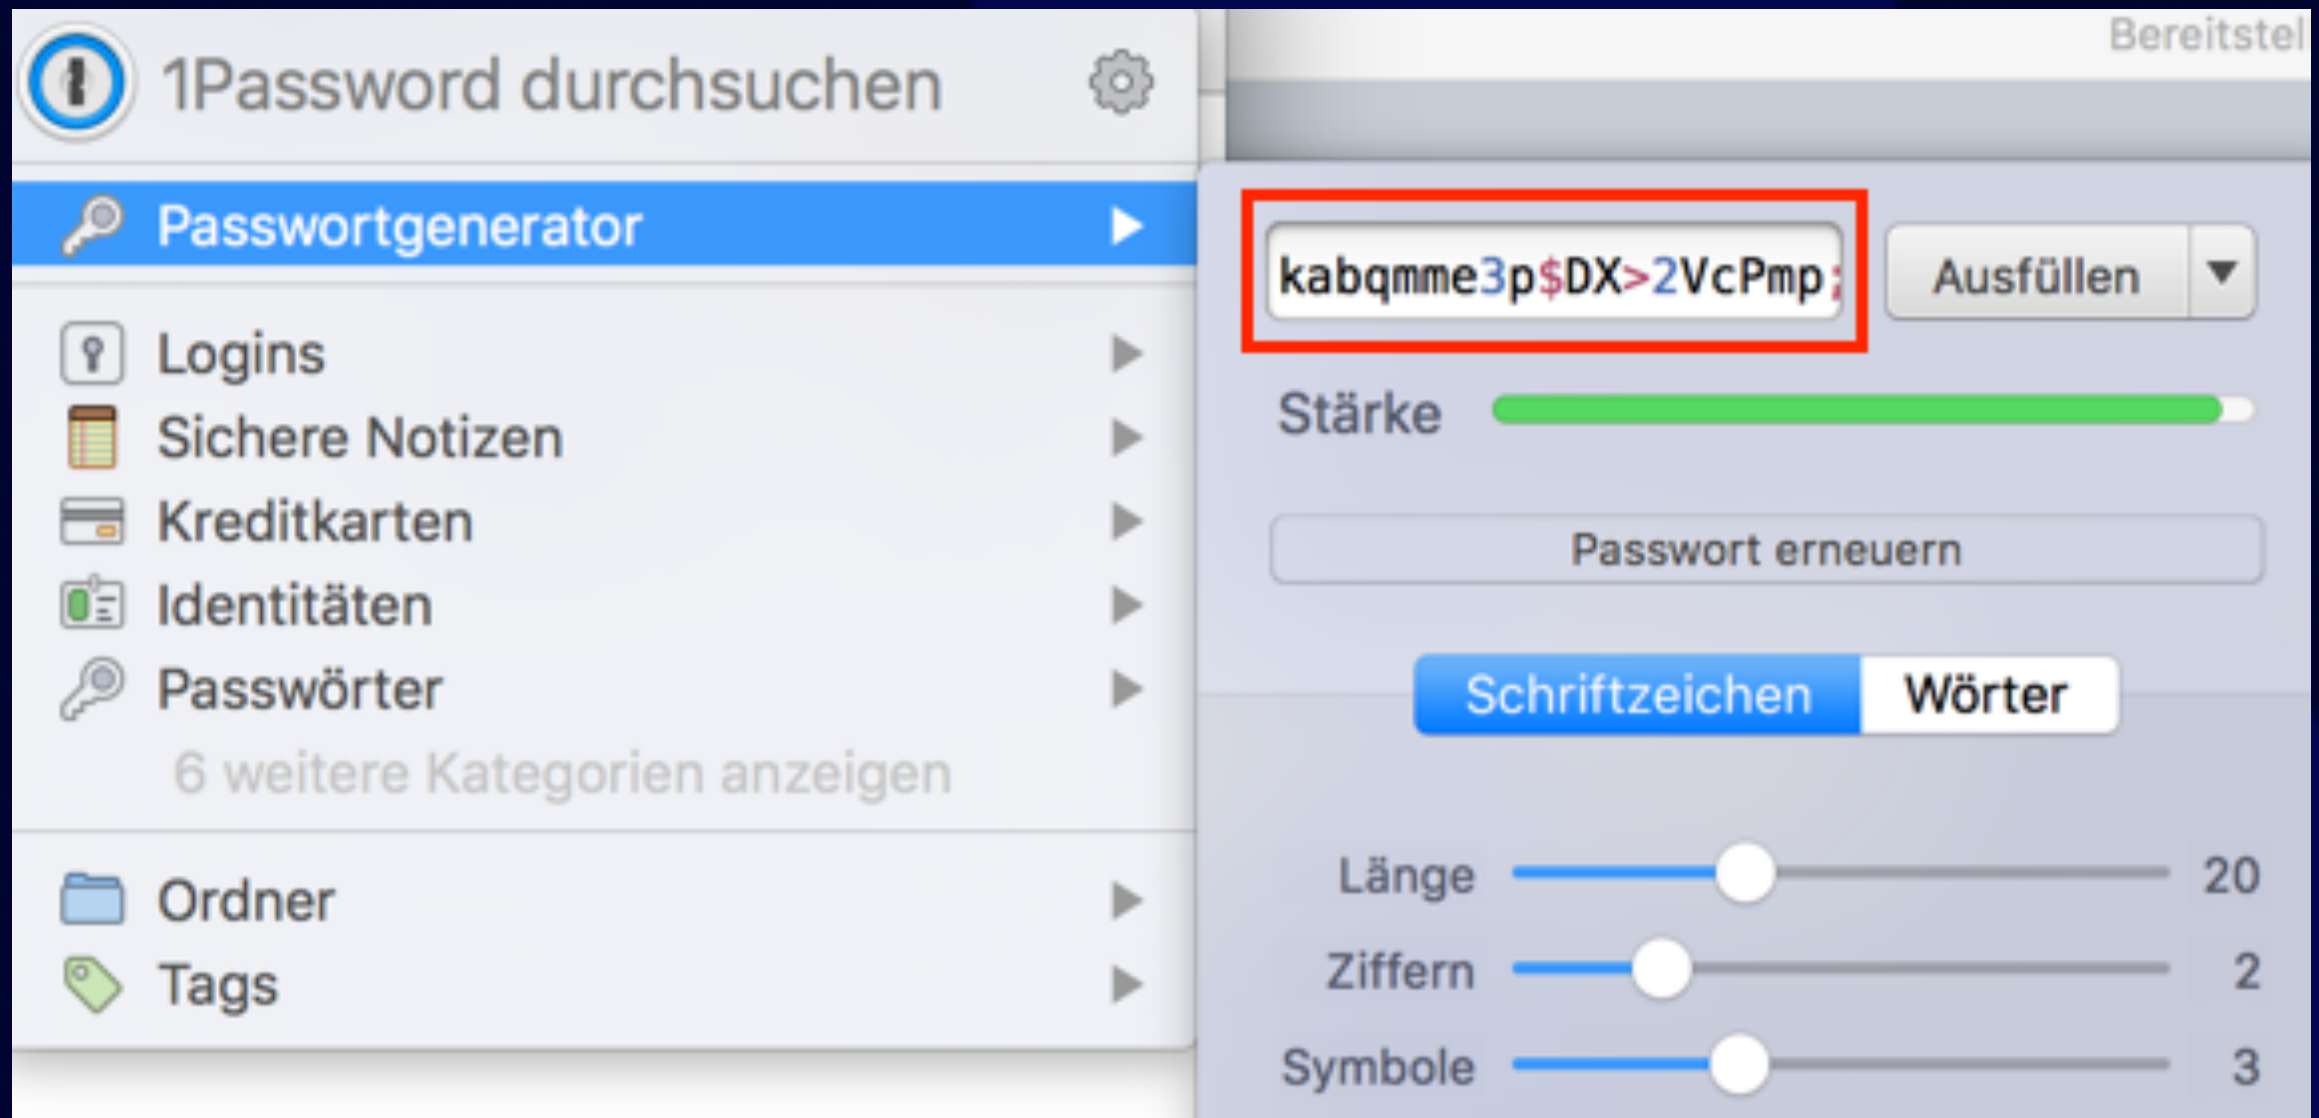 Bereitstel
1Password durchsuchen
Passwortgenerator
kabqmme3p$DX>2VcPmp;
Ausfüllen
Logins
Stärke
Sichere Notizen
Kreditkarten
Passwort erneuern
Identitäten
Passwörter
Schriftzeichen
Wörter
6 weitere Kategorien anzeigen
Länge 20
Ordner
Ziffern 2
Tags
Symbole 3